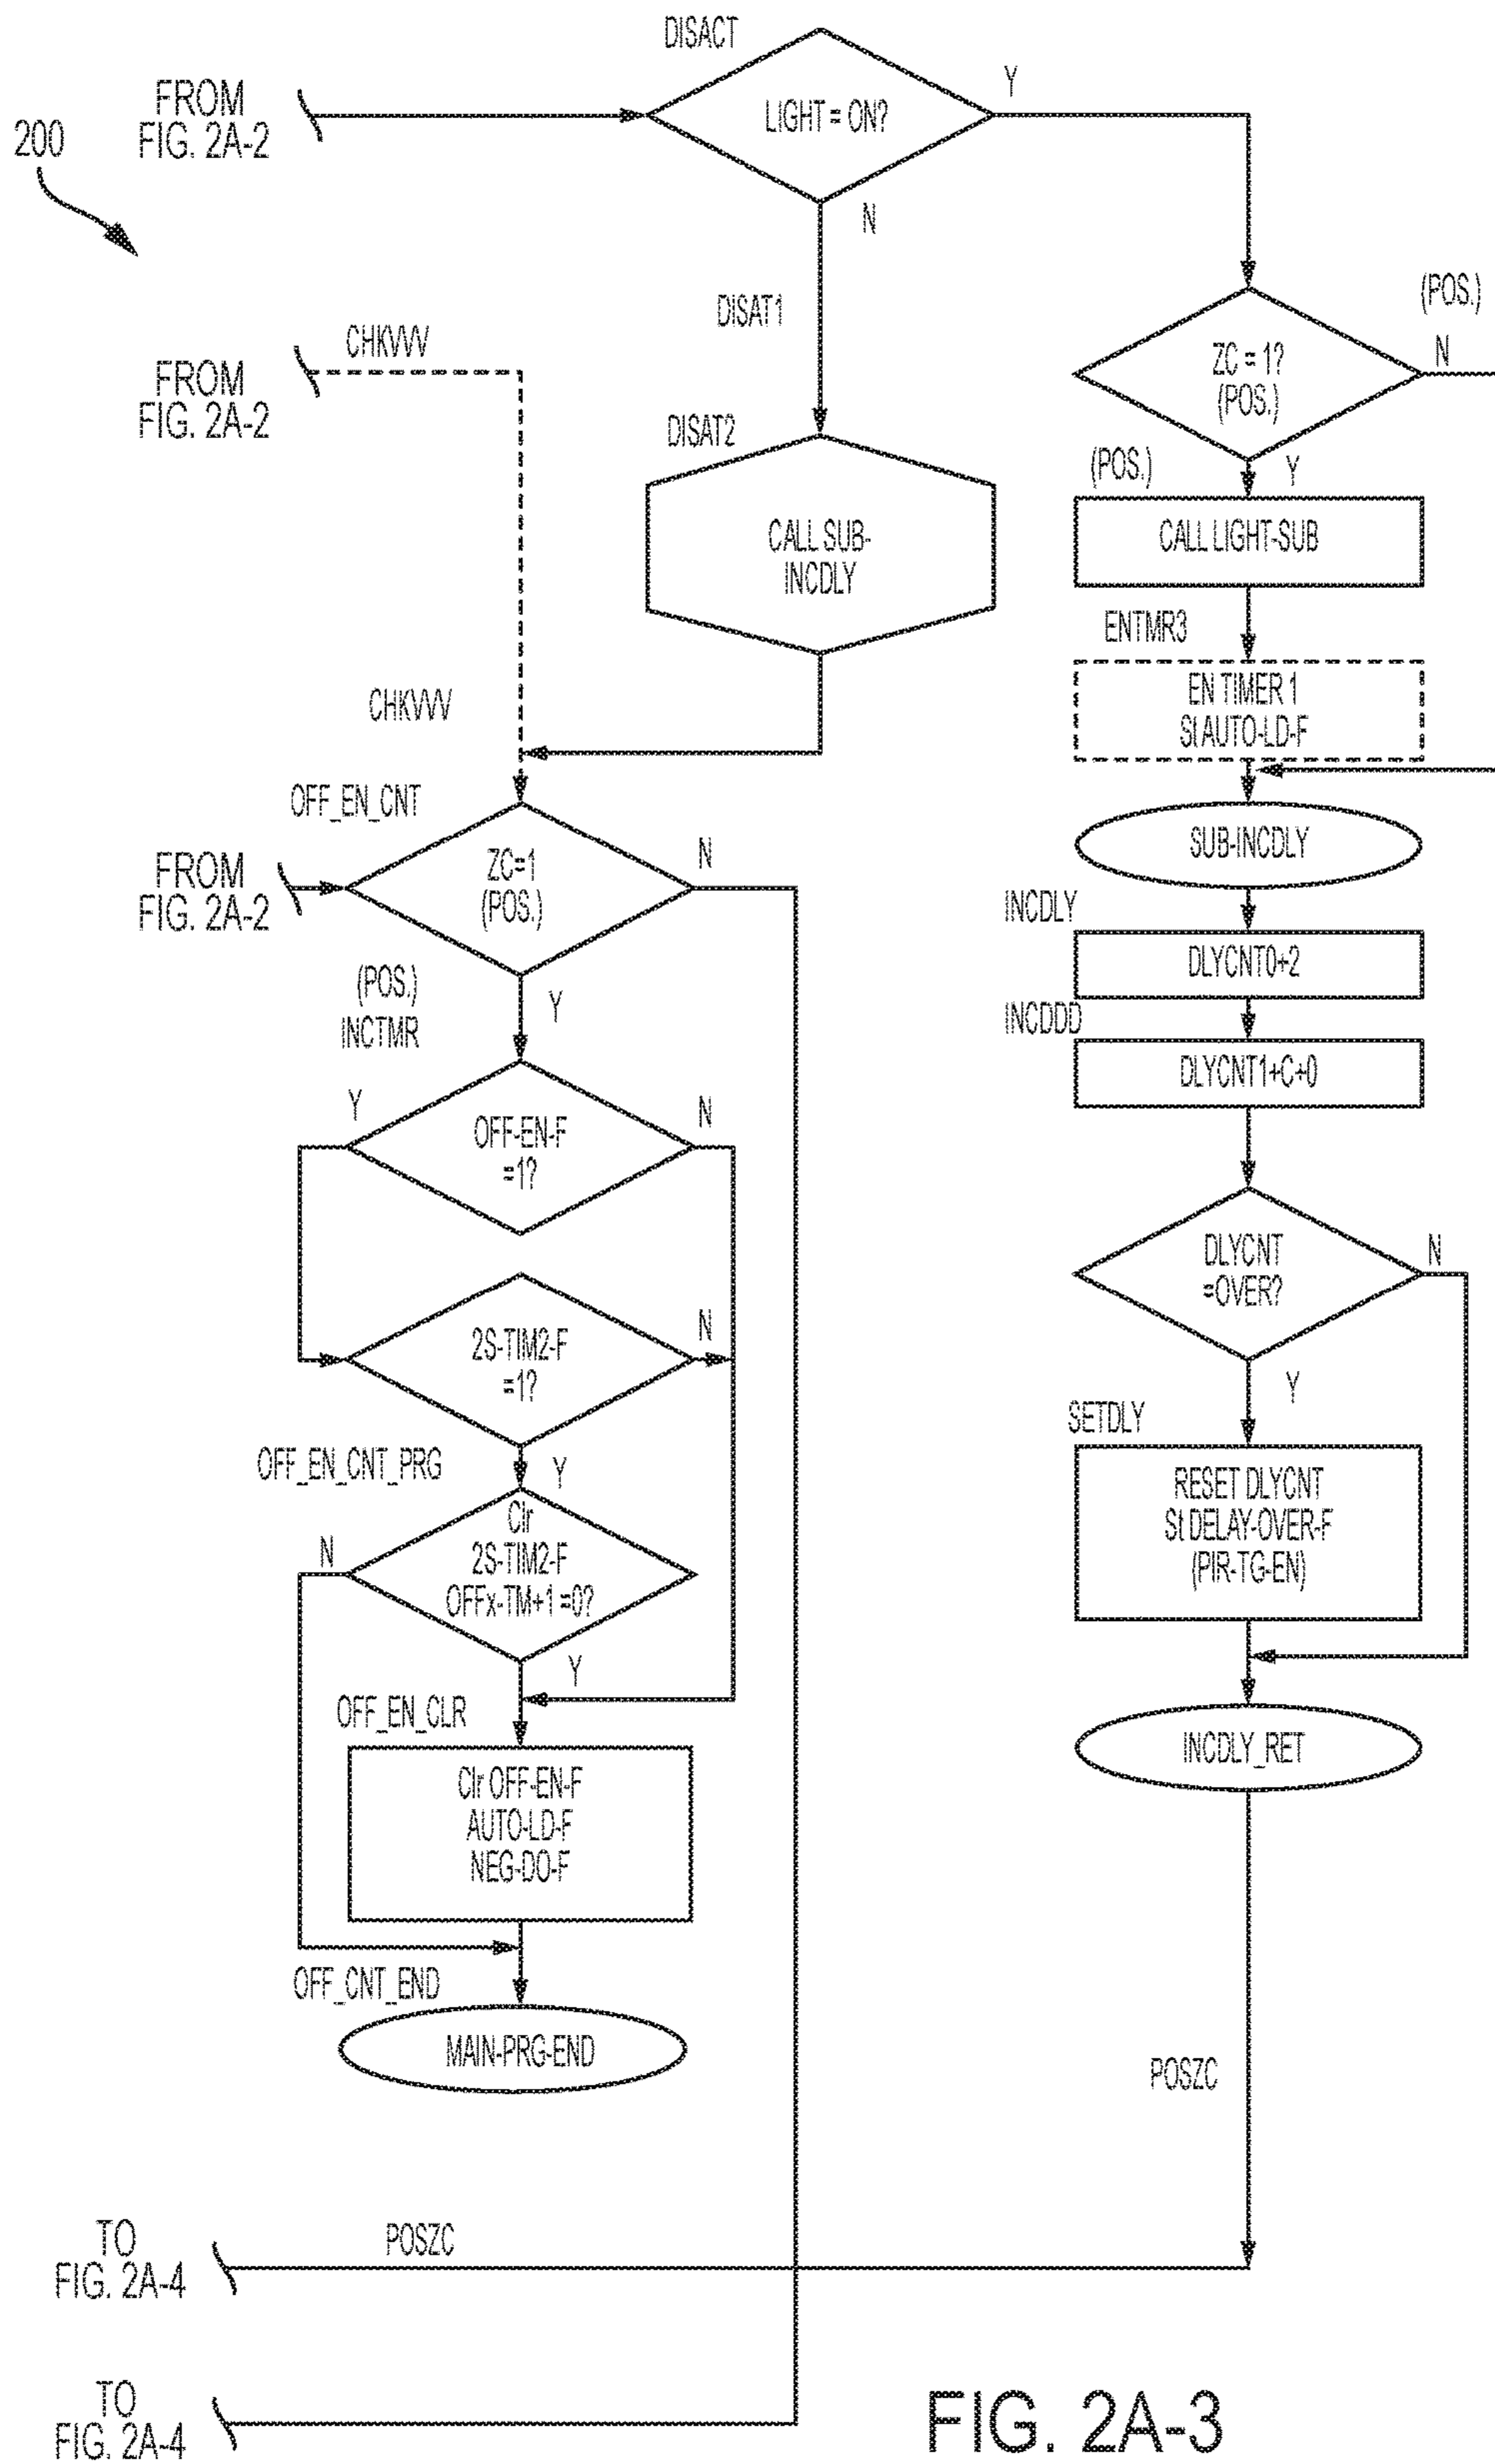 DISACT
FROM
FIG. 2A-2
200
LIGHT = ON?
Y
N
DISAT1
(POS.)
ZC = 1?
(POS.)
N
CHKVVV
FROM
FIG. 2A-2
DISAT2
CALL SUB-
INCDLY
(POS.)
Y
CALL LIGHT-SUB
ENTMR3
EN TIMER 1
St AUTO-LD-F
CHKVVV
OFF_EN_CNT
FROM
FIG. 2A-2
ZC=1
(POS.)
N
(POS.)
INCTMR
Y
SUB-INCDLY
INCDLY
DLYCNT0+2
INCDDD
DLYCNT1+C+0
Y
OFF-EN-F
=1?
N
DLYCNT
=OVER?
N
2S-TIM2-F
=1?
N
Y
SETDLY
OFF_EN_CNT_PRG
Y
RESET DLYCNT
St DELAY-OVER-F
(PIR-TG-EN)
N
Clr
2S-TIM2-F
OFFx-TM+1 =0?
Y
OFF_EN_CLR
INCDLY_RET
Clr OFF-EN-F
AUTO-LD-F
NEG-DO-F
OFF_CNT_END
MAIN-PRG-END
POSZC
TO
FIG. 2A-4
POSZC
TO
FIG. 2A-4
FIG. 2A-3